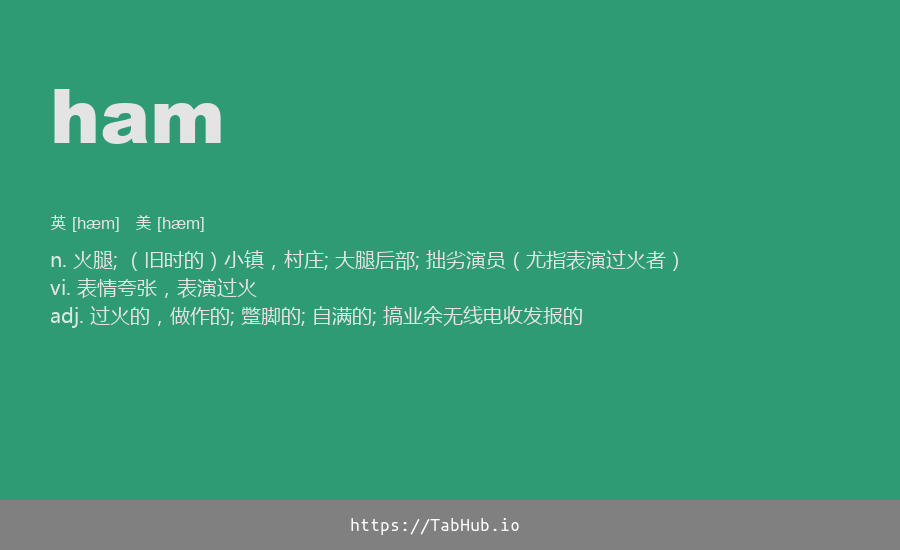 ham
英 [hæm] 美 [hæm]
n. 火腿; （旧时的）小镇，村庄; 大腿后部; 拙劣演员（尤指表演过火者）
vi. 表情夸张，表演过火
adj. 过火的，做作的; 蹩脚的; 自满的; 搞业余无线电收发报的
https://TabHub.io